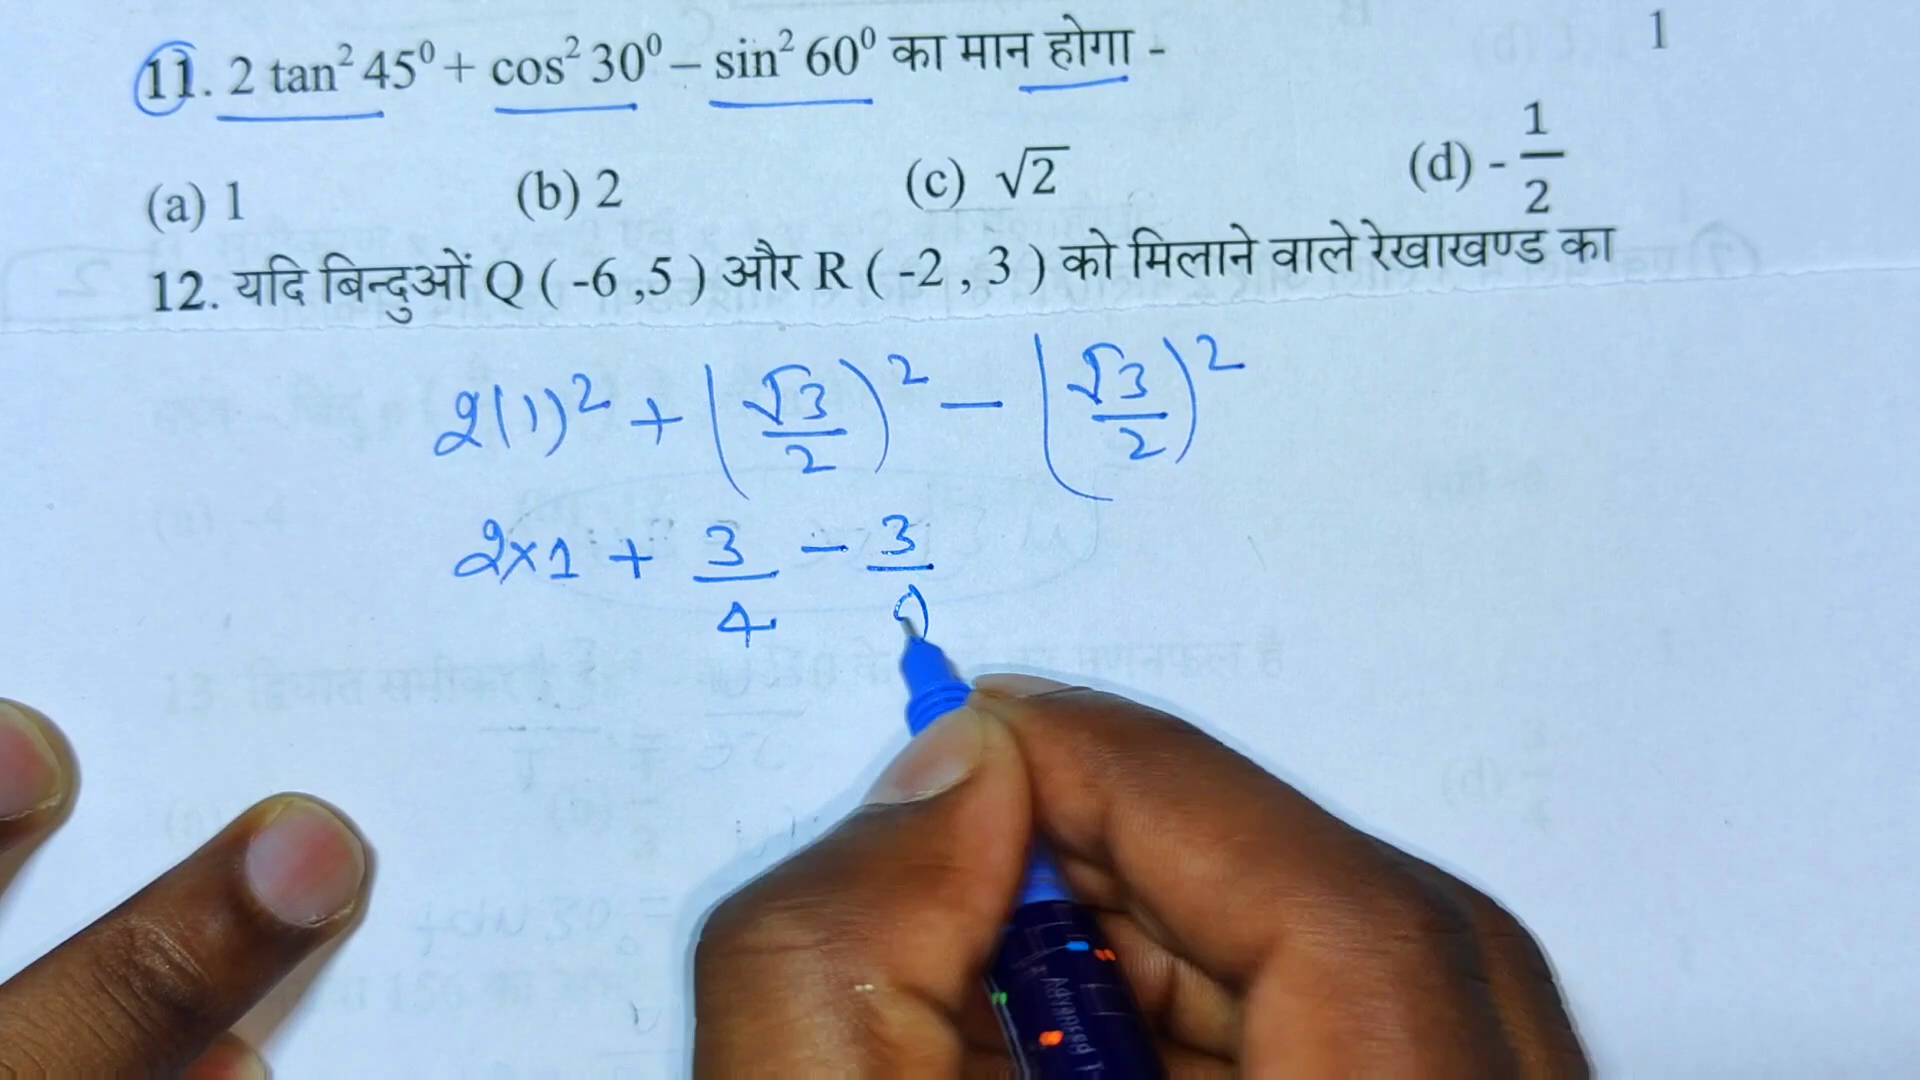 11. 2 tan² 45⁰ + cos² 30⁰ – sin² 60⁰ का मान होगा - 1
(a) 1 (b) 2 (c) √2 (d) - 1/2
12. यदि बिन्दुओं Q ( -6 ,5 ) और R ( -2 , 3 ) को मिलाने वाले रेखाखण्ड का
2(1)² + (√3/2)² – (√3/2)²
2×1 + 3/4 – 3/